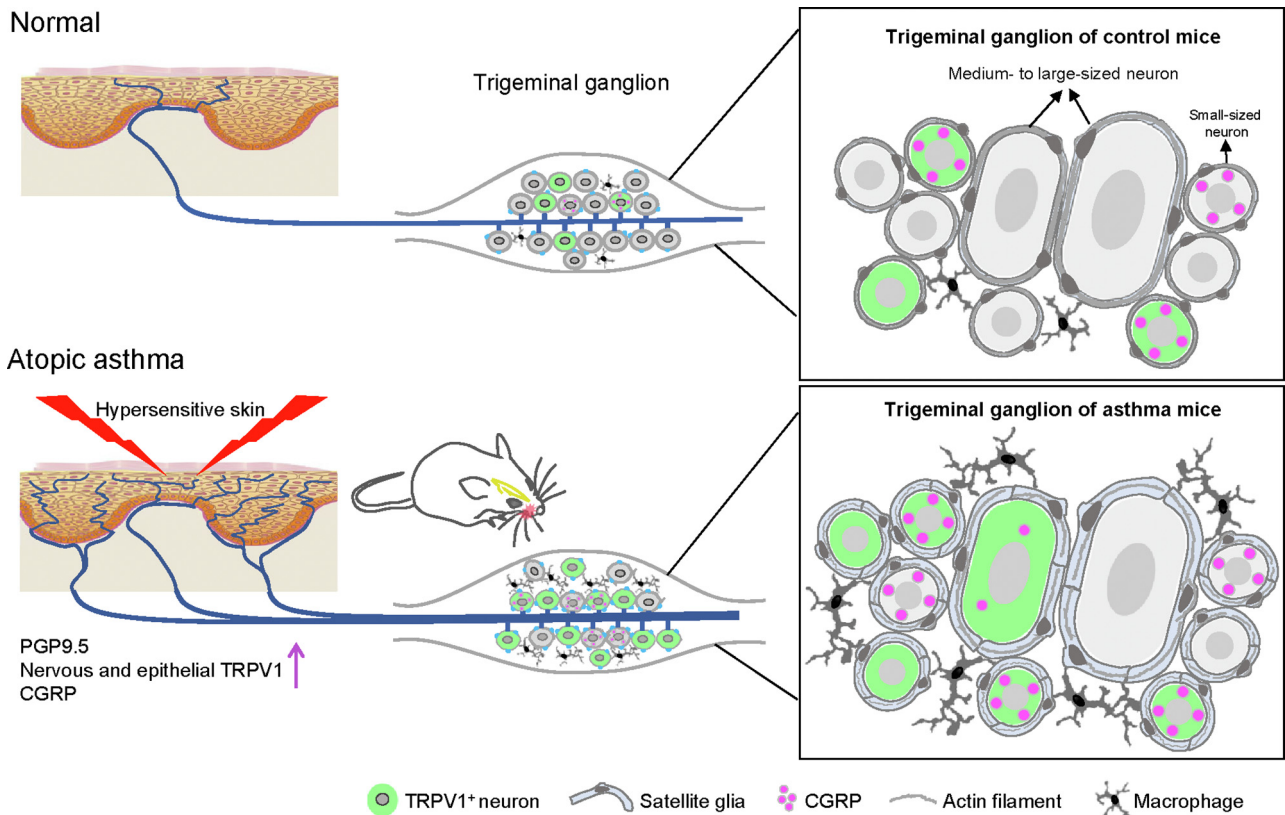 Normal
Trigeminal ganglion
Trigeminal ganglion of control mice
Medium- to large-sized neuron
Small-sized
neuron
Atopic asthma
Hypersensitive skin
PGP9.5
Nervous and epithelial TRPV1
CGRP
Trigeminal ganglion of asthma mice
TRPV1⁺ neuron
Satellite glia
CGRP
Actin filament
Macrophage